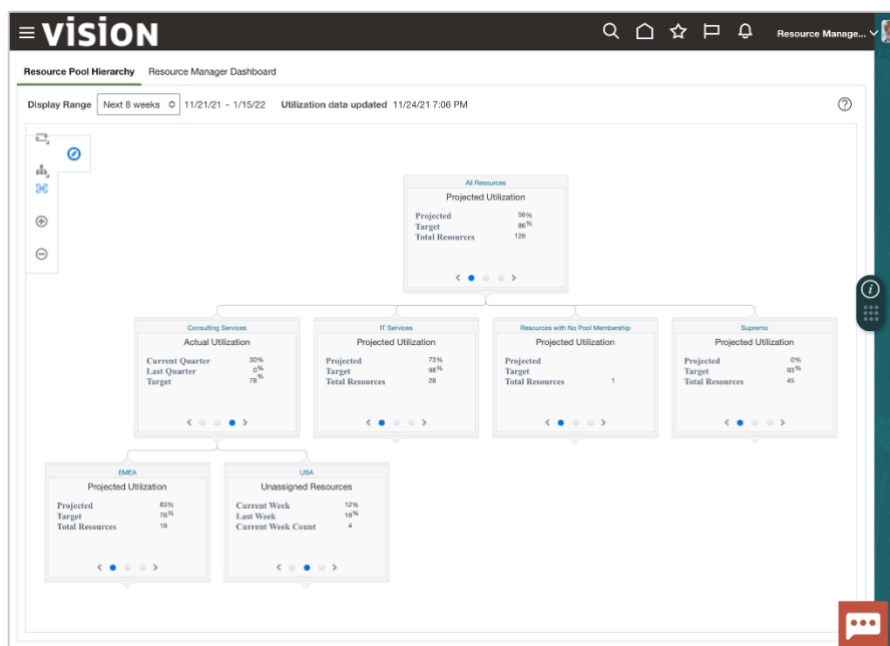 vision
Resource Manage...
Resource Pool Hierarchy Resource Manager Dashboard
Display Range Next 8 weeks 11/21/21 - 1/15/22 Utilization data updated 11/24/21 7:06 PM
All Resources
Projected Utilization
Projected 56%
Target 86%
Total Resources 126
Consulting Services
Actual Utilization
Current Quarter 30%
Last Quarter 0%
Target 78%
IT Services
Projected Utilization
Projected 73%
Target 98%
Total Resources 28
Resources with No Pool Membership
Projected Utilization
Projected
Target
Total Resources 1
Supremo
Projected Utilization
Projected 0%
Target 93%
Total Resources 45
EMEA
Projected Utilization
Projected 83%
Target 78%
Total Resources 18
USA
Unassigned Resources
Current Week 12%
Last Week 18%
Current Week Count 4